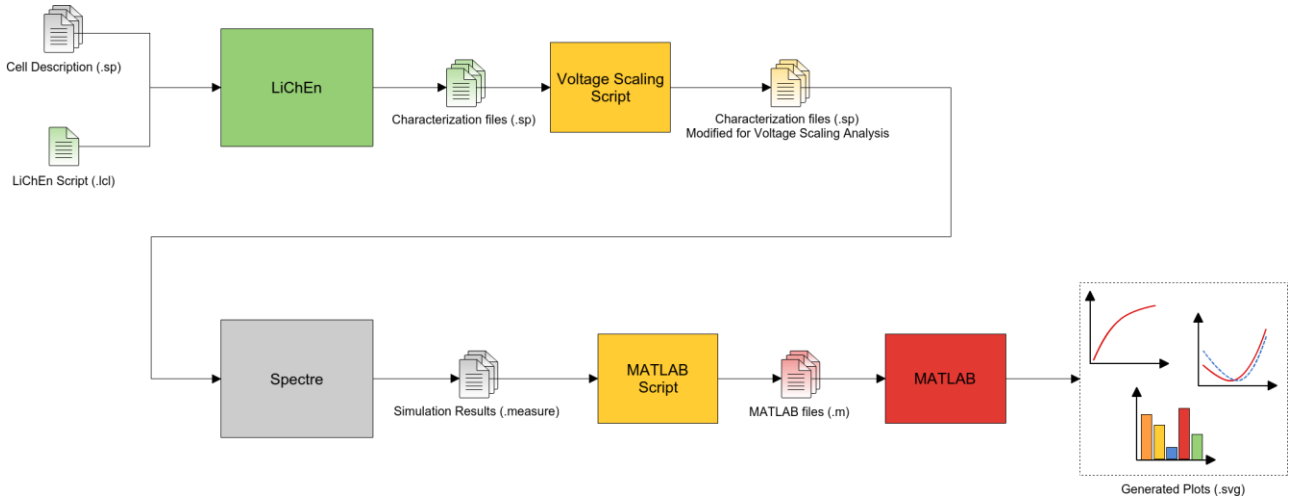 Cell Description (.sp)
LiChEn Script (.lcl)
LiChEn
Characterization files (.sp)
Voltage Scaling
Script
Characterization files (.sp)
Modified for Voltage Scaling Analysis
Spectre
Simulation Results (.measure)
MATLAB
Script
MATLAB files (.m)
MATLAB
Generated Plots (.svg)